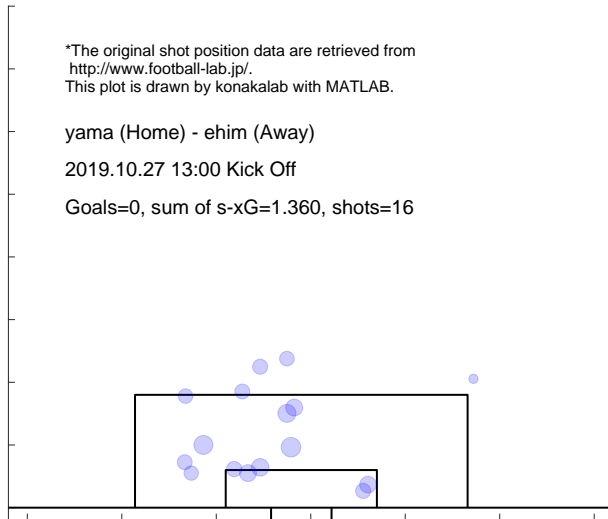 *The original shot position data are retrieved from
http://www.football-lab.jp/.
This plot is drawn by konakalab with MATLAB.
yama (Home) - ehim (Away)
2019.10.27 13:00 Kick Off
Goals=0, sum of s-xG=1.360, shots=16